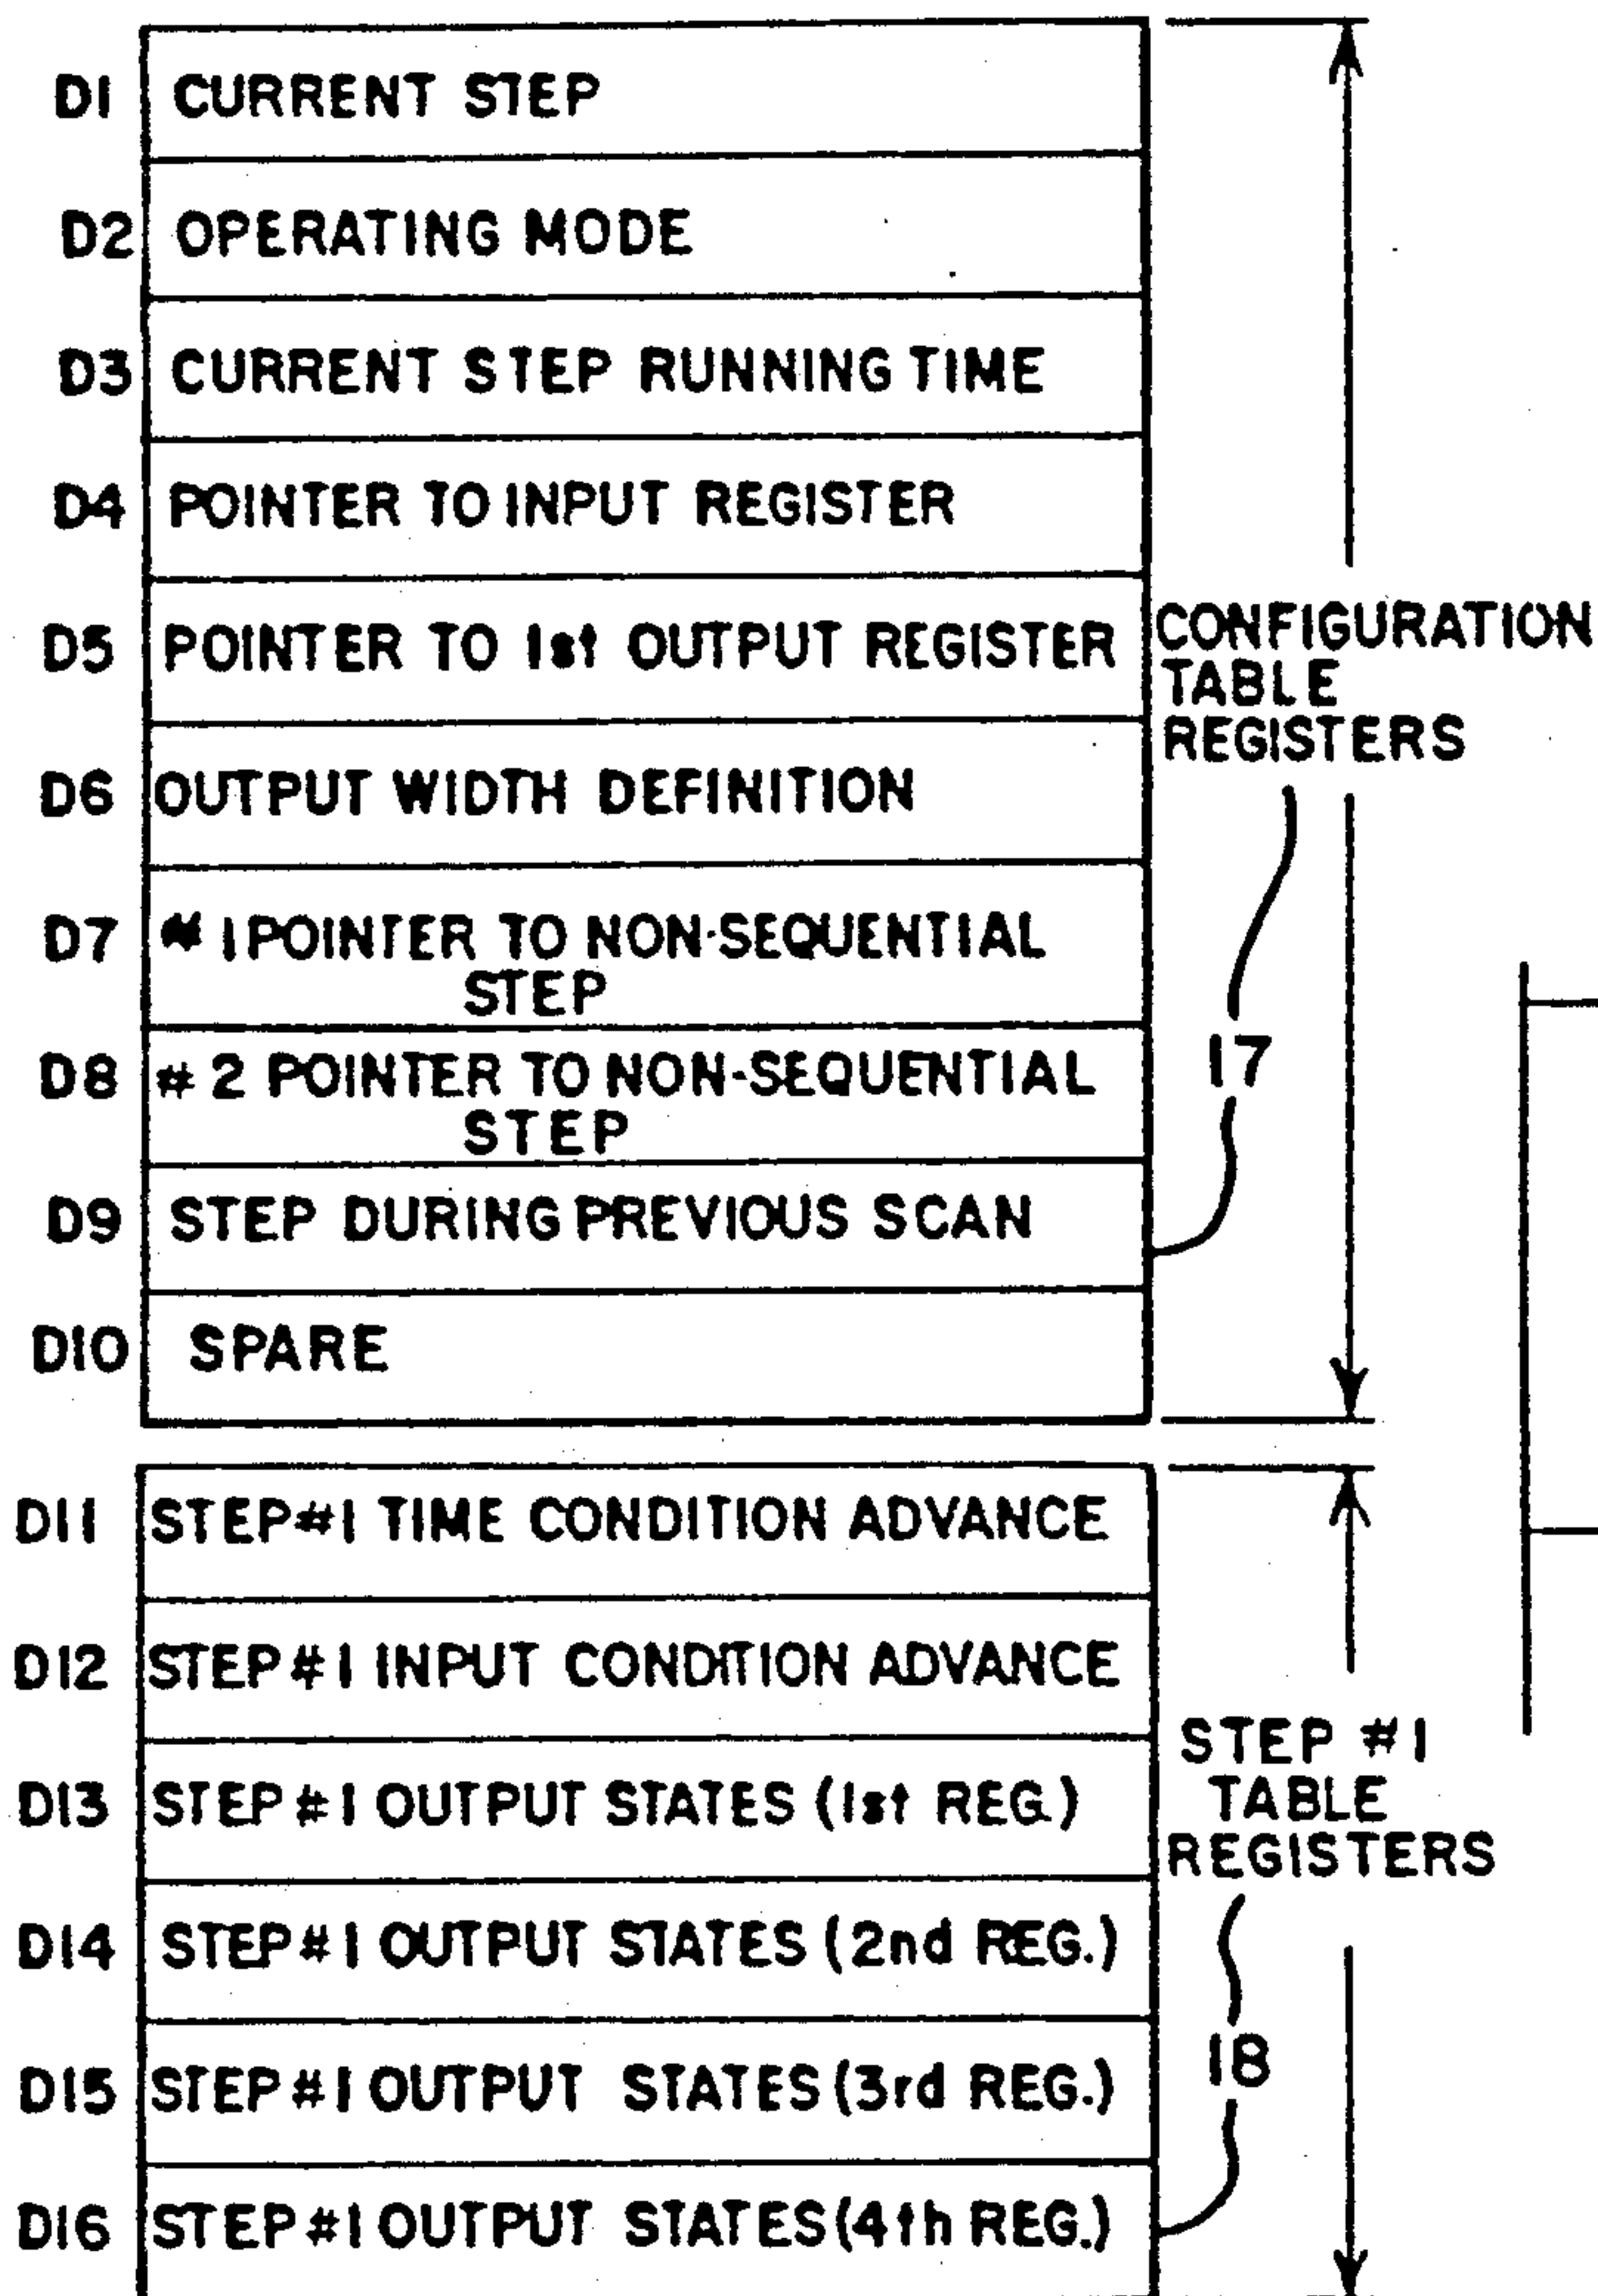 D1 CURRENT STEP
D2 OPERATING MODE
D3 CURRENT STEP RUNNING TIME
D4 POINTER TO INPUT REGISTER
D5 POINTER TO 1st OUTPUT REGISTER
CONFIGURATION
TABLE
REGISTERS
D6 OUTPUT WIDTH DEFINITION
D7 #1 POINTER TO NON-SEQUENTIAL
STEP
17
D8 #2 POINTER TO NON-SEQUENTIAL
STEP
D9 STEP DURING PREVIOUS SCAN
D10 SPARE
D11 STEP#1 TIME CONDITION ADVANCE
D12 STEP#1 INPUT CONDITION ADVANCE
STEP #1
TABLE
REGISTERS
D13 STEP#1 OUTPUT STATES (1st REG.)
D14 STEP#1 OUTPUT STATES (2nd REG.)
D15 STEP#1 OUTPUT STATES (3rd REG.)
18
D16 STEP#1 OUTPUT STATES (4th REG.)